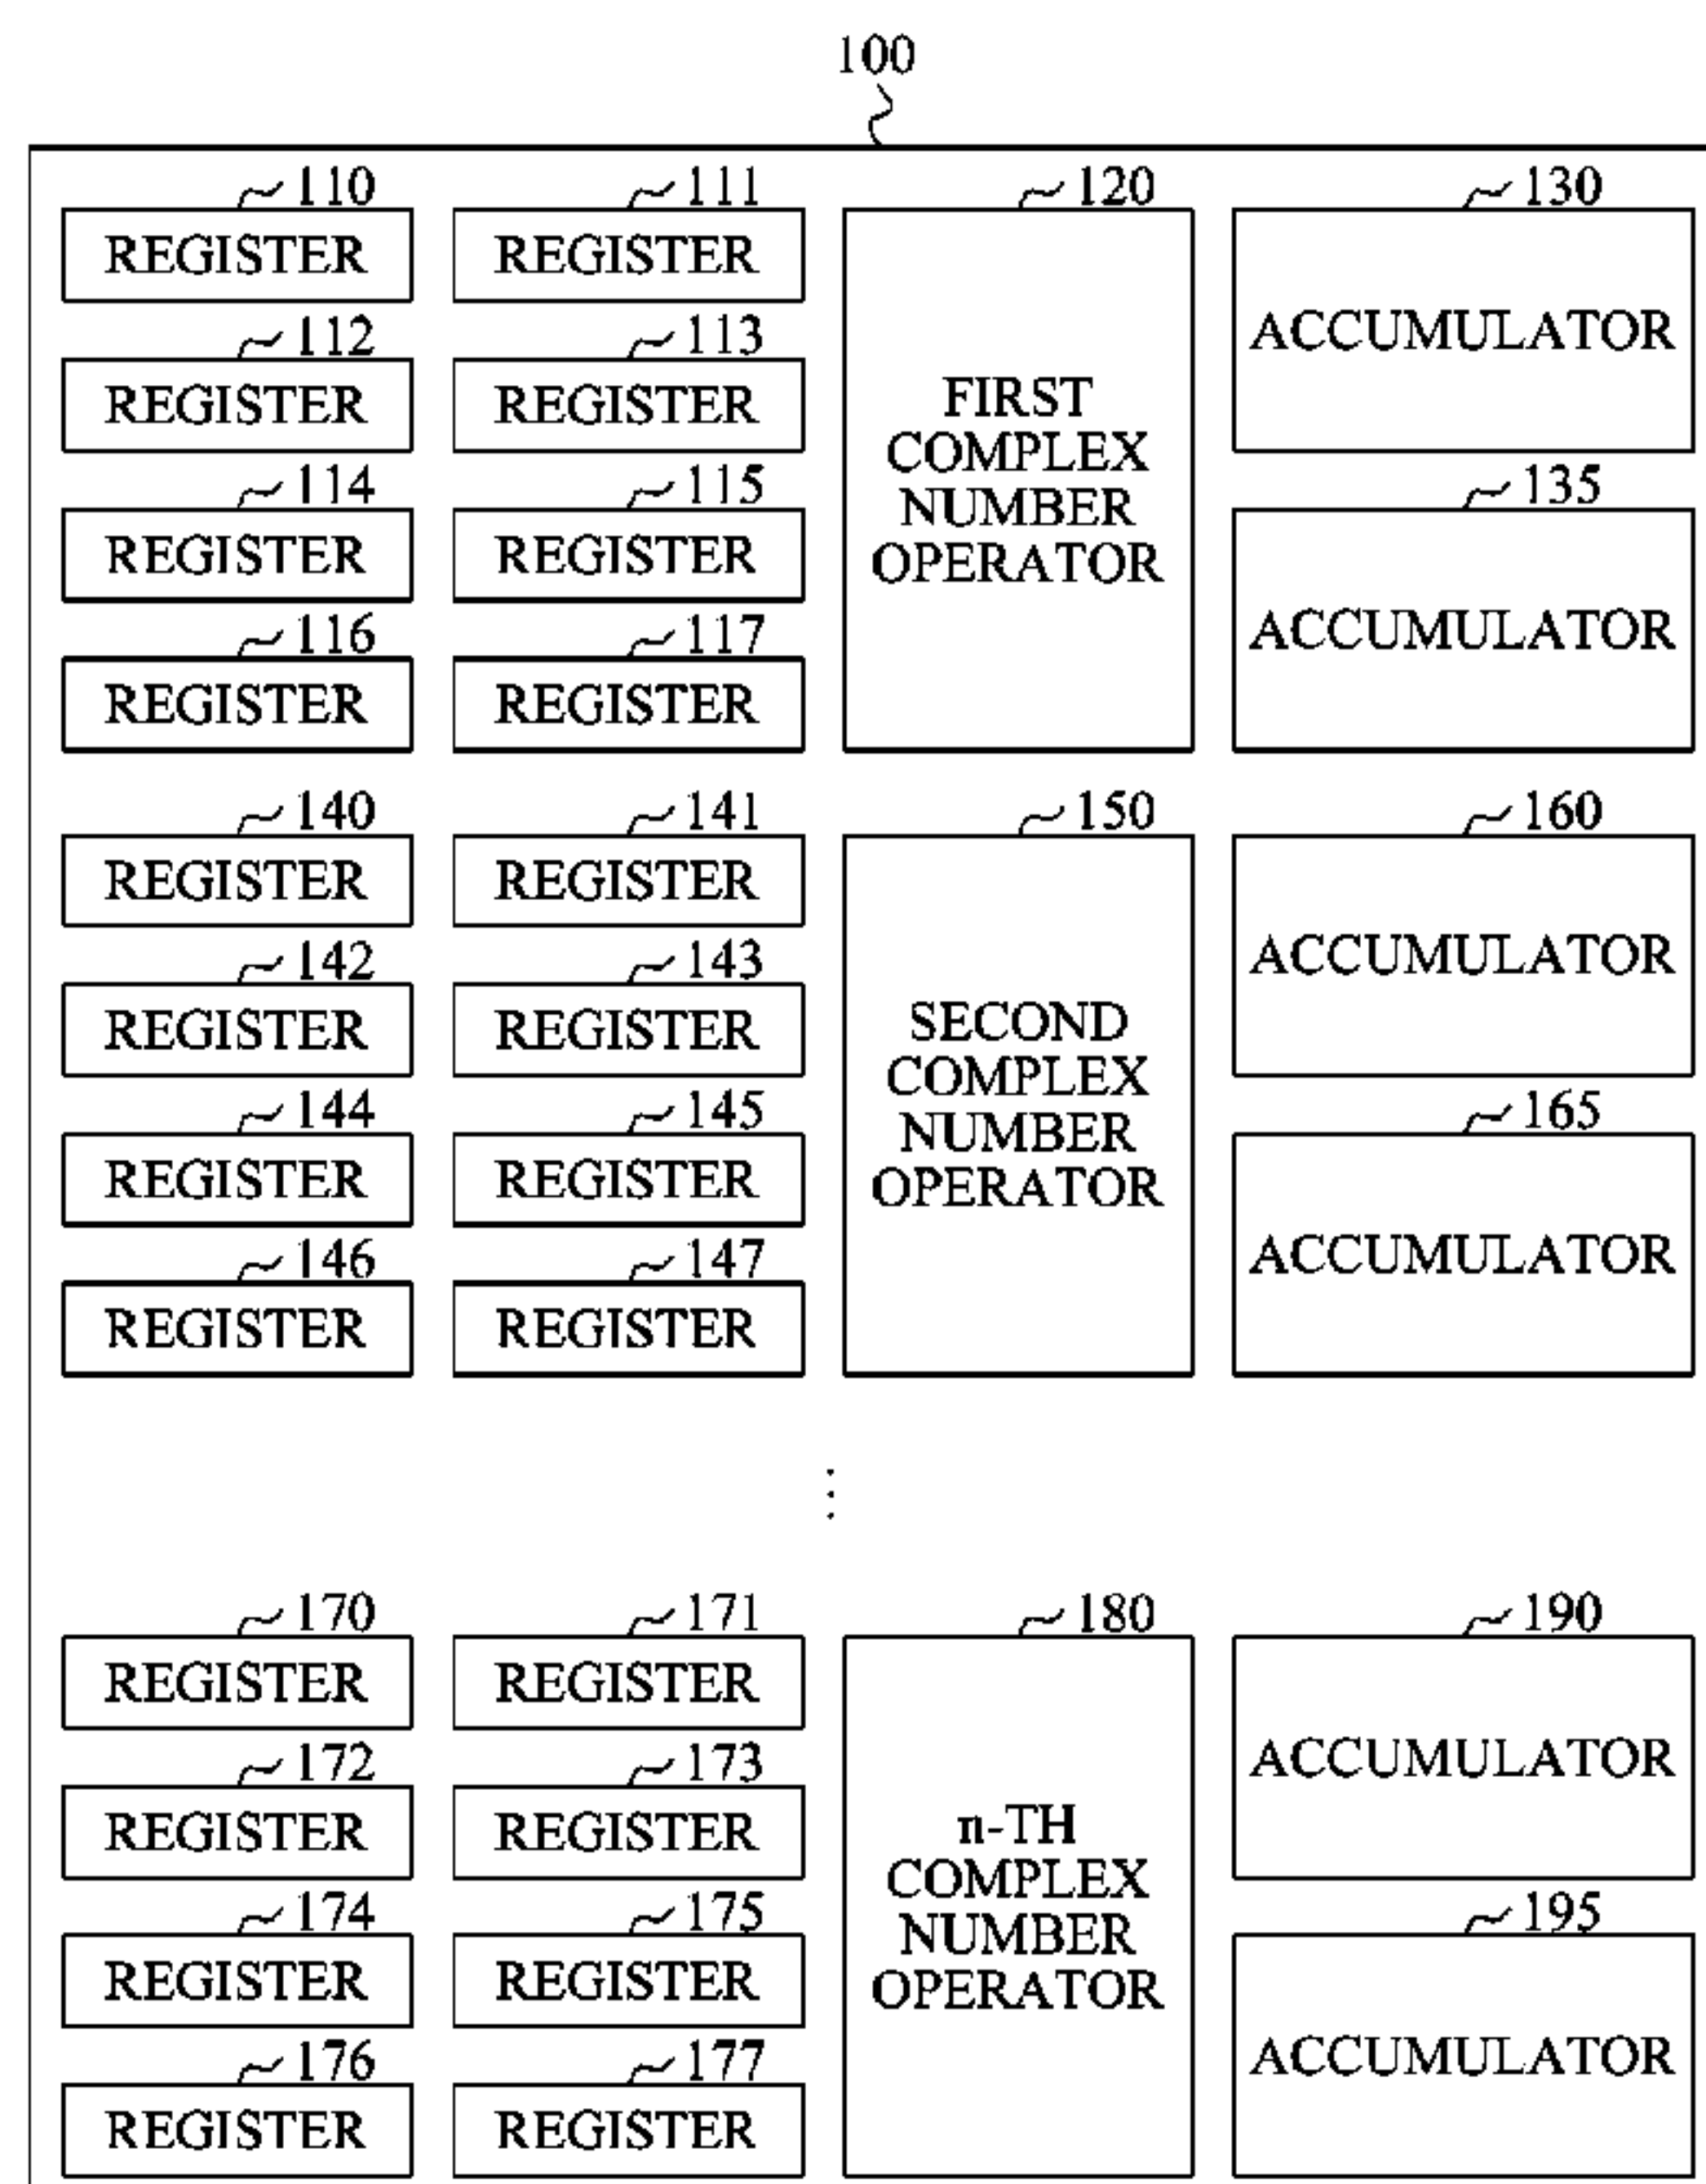 100
110 111 120 130
REGISTER REGISTER
ACCUMULATOR
112 113
FIRST
REGISTER REGISTER
COMPLEX
114 115 135
NUMBER
REGISTER REGISTER
OPERATOR
116 117
ACCUMULATOR
REGISTER REGISTER
140 141 150 160
REGISTER REGISTER
ACCUMULATOR
142 143
SECOND
REGISTER REGISTER
COMPLEX
144 145 165
NUMBER
REGISTER REGISTER
OPERATOR
146 147
ACCUMULATOR
REGISTER REGISTER
170 171 180 190
REGISTER REGISTER
ACCUMULATOR
172 173
n-TH
REGISTER REGISTER
COMPLEX
174 175 195
NUMBER
REGISTER REGISTER
OPERATOR
176 177
ACCUMULATOR
REGISTER REGISTER